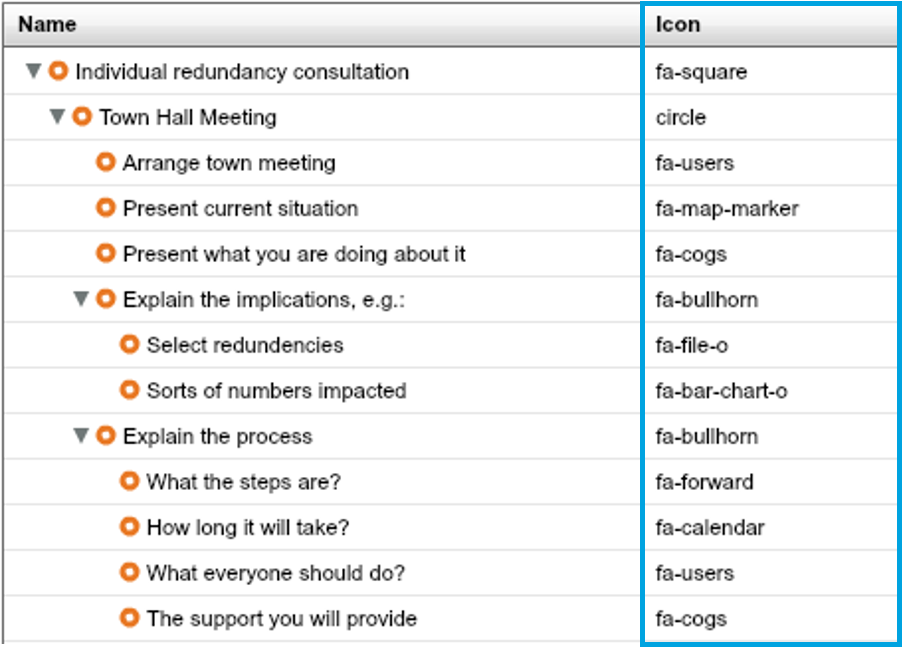 Name Icon
Individual redundancy consultation fa-square
Town Hall Meeting circle
Arrange town meeting fa-users
Present current situation fa-map-marker
Present what you are doing about it fa-cogs
Explain the implications, e.g.: fa-bullhorn
Select redundencies fa-file-o
Sorts of numbers impacted fa-bar-chart-o
Explain the process fa-bullhorn
What the steps are? fa-forward
How long it will take? fa-calendar
What everyone should do? fa-users
The support you will provide fa-cogs